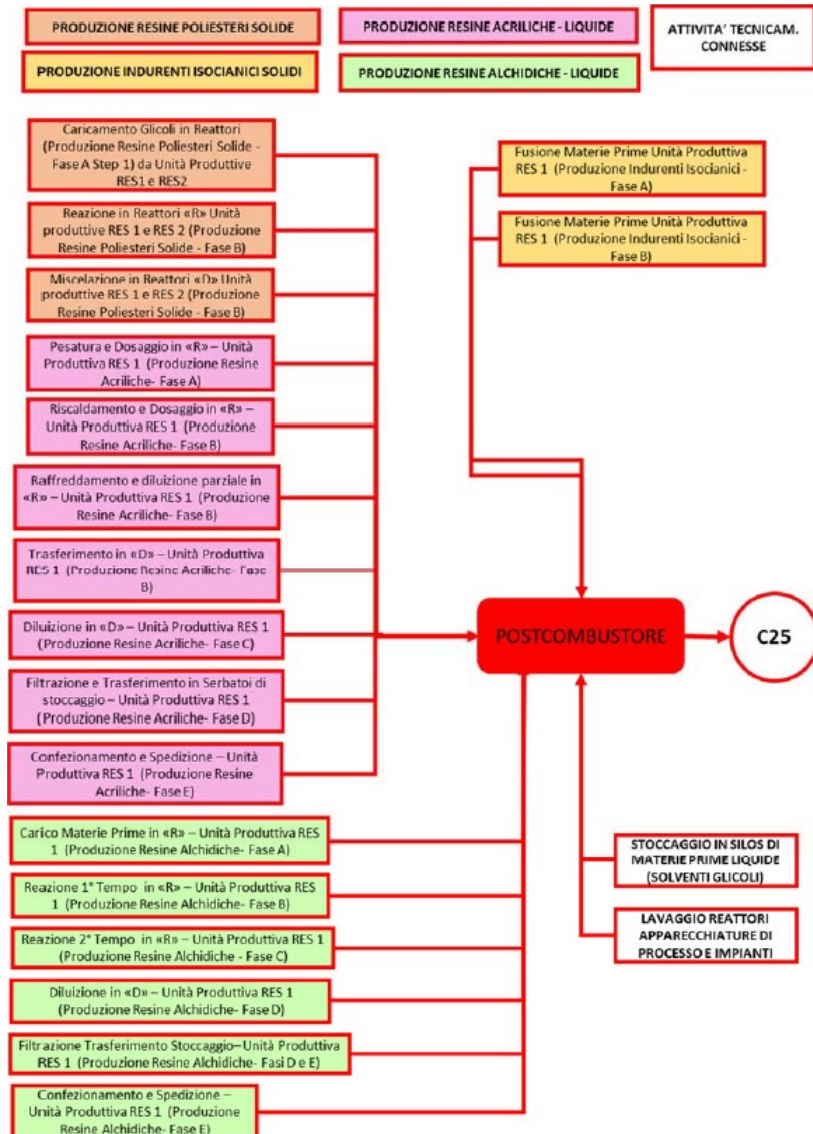 PRODUZIONE RESINE POLIESTERI SOLIDE
PRODUZIONE RESINE ACRILICHE - LIQUIDE
ATTIVITA' TECNICAM.
CONNESSE
PRODUZIONE INDURENTI ISOCIANICI SOLIDI
PRODUZIONE RESINE ALCHIDICHE - LIQUIDE
Caricamento Glicoli in Reattori
(Produzione Resine Poliesteri Solide -
Fase A Step 1) da Unità Produttive
RES1 e RES2
Reazione in Reattori «R» Unità
produttive RES 1 e RES 2 (Produzione
Resine Poliesteri Solide - Fase B)
Miscelazione in Reattori «D» Unità
produttive RES 1 e RES 2 (Produzione
Resine Poliesteri Solide - Fase B)
Pesatura e Dosaggio in «R» – Unità
Produttiva RES 1 (Produzione Resine
Acriliche- Fase A)
Riscaldamento e Dosaggio in «R» –
Unità Produttiva RES 1 (Produzione
Resine Acriliche- Fase B)
Raffreddamento e diluizione parziale in
«R» – Unità Produttiva RES 1 (Produzione
Resine Acriliche- Fase B)
Trasferimento in «D» – Unità Produttiva
RES 1 (Produzione Resine Acriliche- Fase
B)
Diluizione in «D» – Unità Produttiva RES 1
(Produzione Resine Acriliche- Fase C)
Filtrazione e Trasferimento in Serbatoi di
stoccaggio – Unità Produttiva RES 1
(Produzione Resine Acriliche- Fase D)
Confezionamento e Spedizione – Unità
Produttiva RES 1 (Produzione Resine
Acriliche- Fase E)
Carico Materie Prime in «R» – Unità Produttiva RES
1 (Produzione Resine Alchidiche- Fase A)
Reazione 1° Tempo in «R» – Unità Produttiva RES
1 (Produzione Resine Alchidiche- Fase B)
Reazione 2° Tempo in «R» – Unità Produttiva RES 1
(Produzione Resine Alchidiche - Fase C)
Diluizione in «D» – Unità Produttiva RES 1
(Produzione Resine Alchidiche- Fase D)
Filtrazione Trasferimento Stoccaggio– Unità Produttiva
RES 1 (Produzione Resine Alchidiche- Fasi D e E)
Confezionamento e Spedizione –
Unità Produttiva RES 1 (Produzione
Resine Alchidiche- Fase E)
Fusione Materie Prime Unità Produttiva
RES 1 (Produzione Indurenti Isocianici -
Fase A)
Fusione Materie Prime Unità Produttiva
RES 1 (Produzione Indurenti Isocianici -
Fase B)
POSTCOMBUSTORE
C25
STOCCAGGIO IN SILOS DI
MATERIE PRIME LIQUIDE
(SOLVENTI GLICOLI)
LAVAGGIO REATTORI
APPARECCHIATURE DI
PROCESSO E IMPIANTI